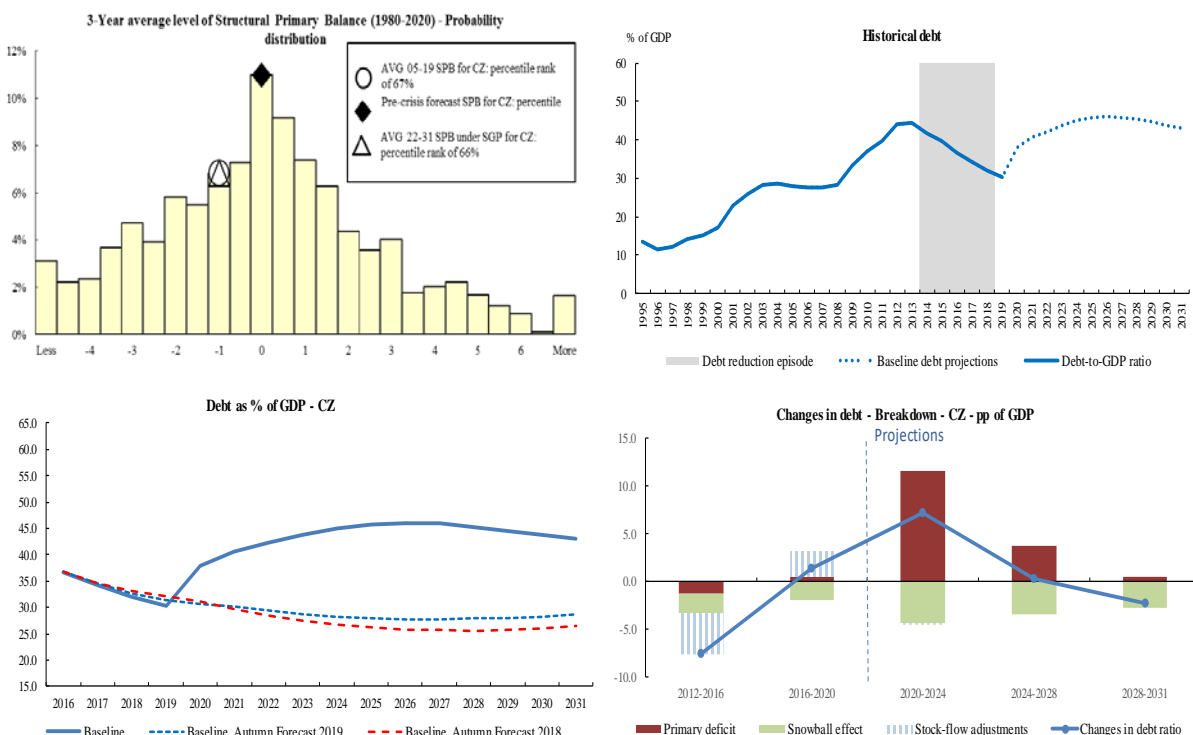 3-Year average level of Structural Primary Balance (1980-2020) - Probability
distribution
12%
10%
8%
6%
4%
2%
0%
AVG 05-19 SPB for CZ: percentile rank
of 67%
Pre-crisis forecast SPB for CZ: percentile
AVG 22-31 SPB under SGP for CZ:
percentile rank of 66%
Less -4 -3 -2 -1 0 1 2 3 4 5 6 More
% of GDP
Historical debt
60
50
40
30
20
10
0
1995 1996 1997 1998 1999 2000 2001 2002 2003 2004 2005 2006 2007 2008 2009 2010 2011 2012 2013 2014 2015 2016 2017 2018 2019 2020 2021 2022 2023 2024 2025 2026 2027 2028 2029 2030 2031
Debt reduction episode Baseline debt projections Debt-to-GDP ratio
Debt as % of GDP - CZ
65.0
60.0
55.0
50.0
45.0
40.0
35.0
30.0
25.0
20.0
15.0
2016 2017 2018 2019 2020 2021 2022 2023 2024 2025 2026 2027 2028 2029 2030 2031
Baseline Baseline Autumn Forecast 2019 Baseline Autumn Forecast 2018
Changes in debt - Breakdown - CZ - pp of GDP
Projections
15.0
10.0
5.0
0.0
-5.0
-10.0
2012-2016 2016-2020 2020-2024 2024-2028 2028-2031
Primary deficit Snowball effect Stock-flow adjustments Changes in debt ratio